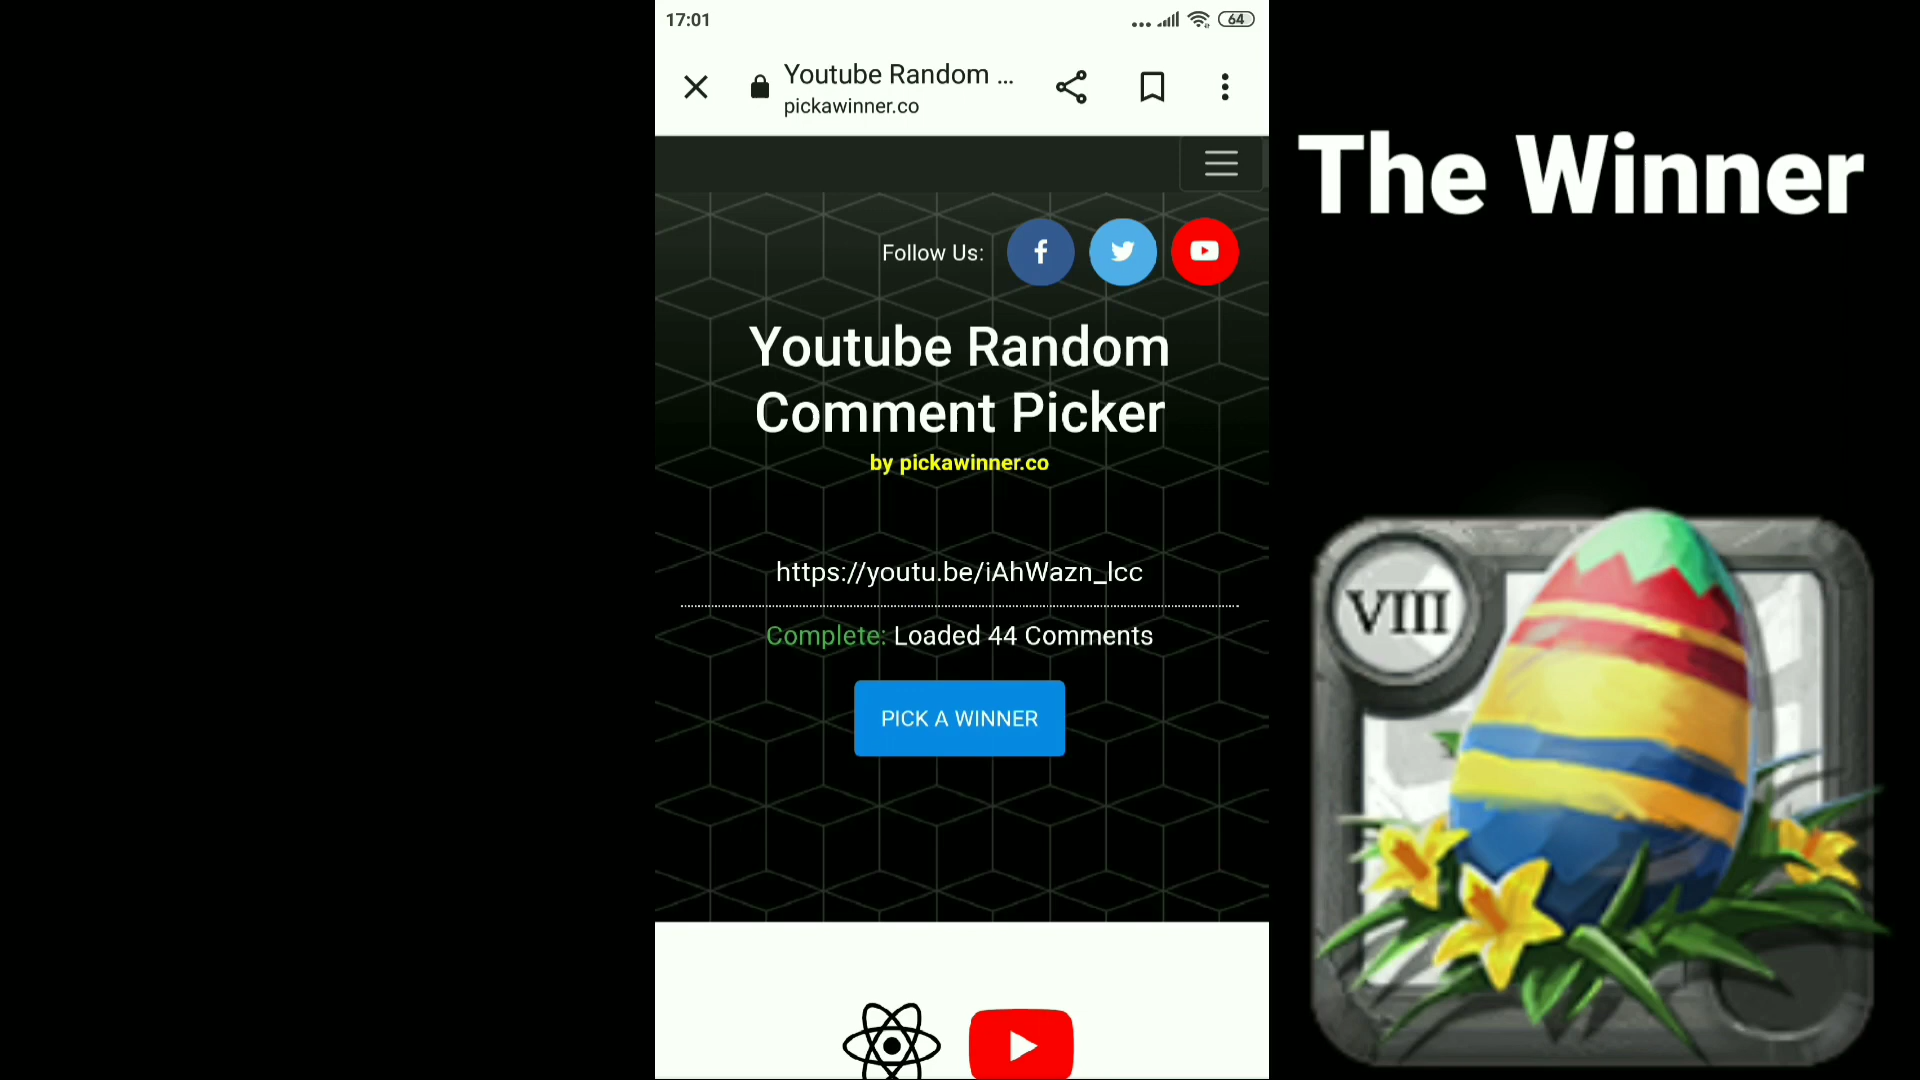 17:01
64
Youtube Random ...
pickawinner.co
The Winner
Follow Us:
Youtube Random
Comment Picker
by pickawinner.co
https://youtu.be/iAhWazn_lcc
Complete: Loaded 44 Comments
PICK A WINNER
VIII